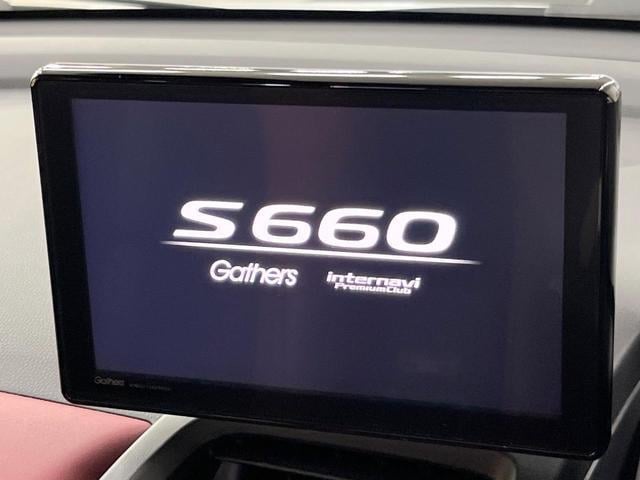 S660
Gathers internavi
PremiumClub
Gathers